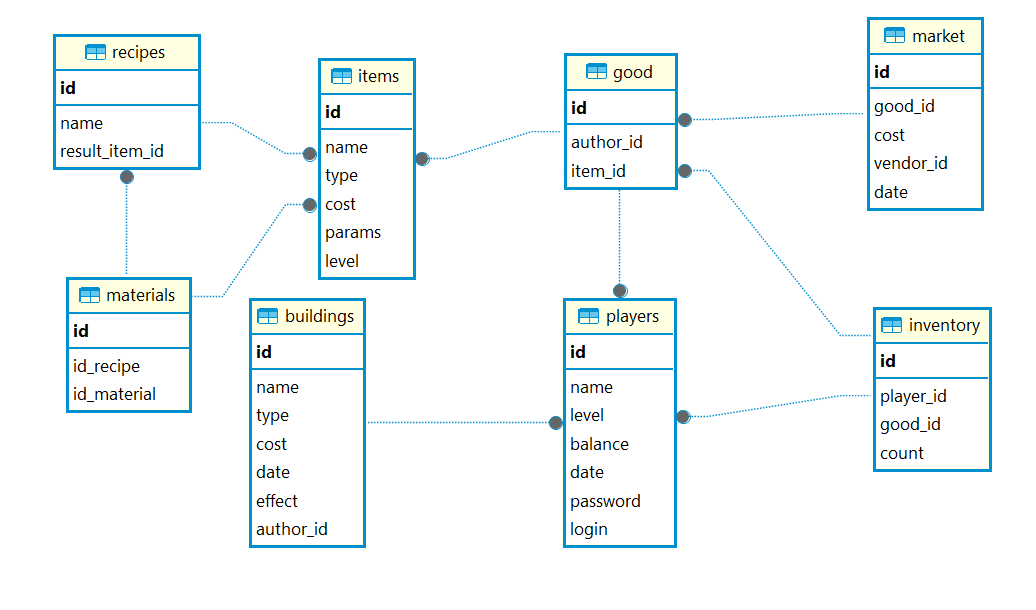 recipes
id
name
result_item_id
items
id
name
type
cost
params
level
good
id
author_id
item_id
market
id
good_id
cost
vendor_id
date
materials
id
id_recipe
id_material
buildings
id
name
type
cost
date
effect
author_id
players
id
name
level
balance
date
password
login
inventory
id
player_id
good_id
count